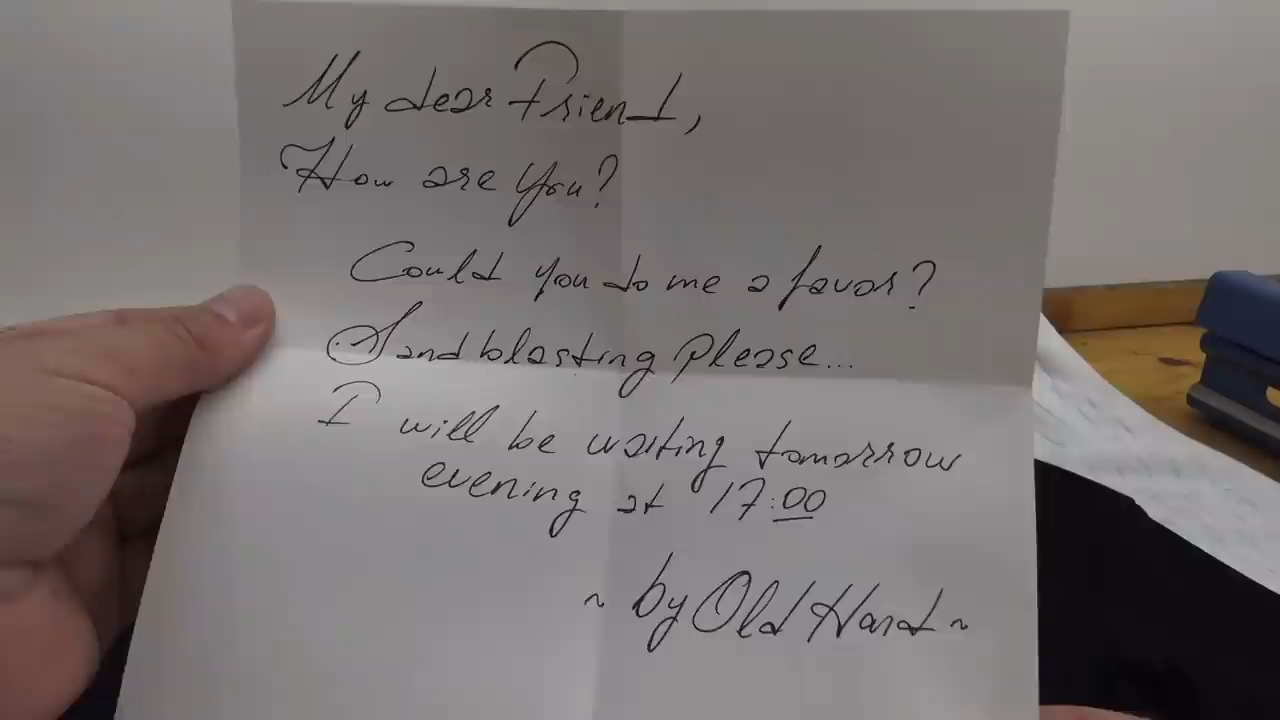 My dear Friend,
How are you?
Could you do me a favor?
Sandblasting please...
I will be waiting tomorrow
evening at 17:00
~ by Old Hand ~